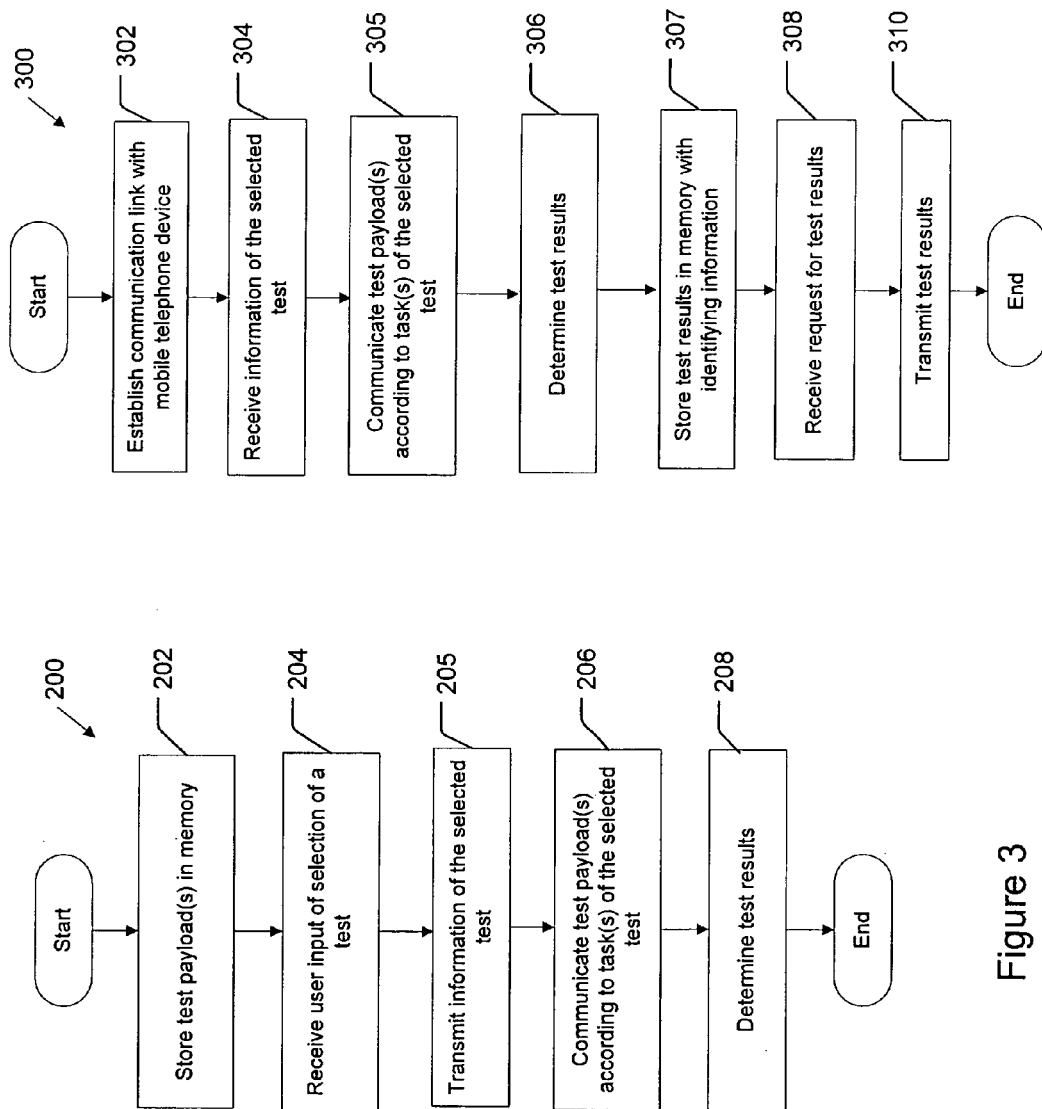 200
Start
Store test payload(s) in memory
202
Receive user input of selection of a
test
204
Transmit information of the selected
test
205
Communicate test payload(s)
according to task(s) of the selected
test
206
Determine test results
208
End
300
Start
Establish communication link with
mobile telephone device
302
Receive information of the selected
test
304
Communicate test payload(s)
according to task(s) of the selected
test
305
Determine test results
306
Store test results in memory with
identifying information
307
Receive request for test results
308
Transmit test results
310
End
Figure 3